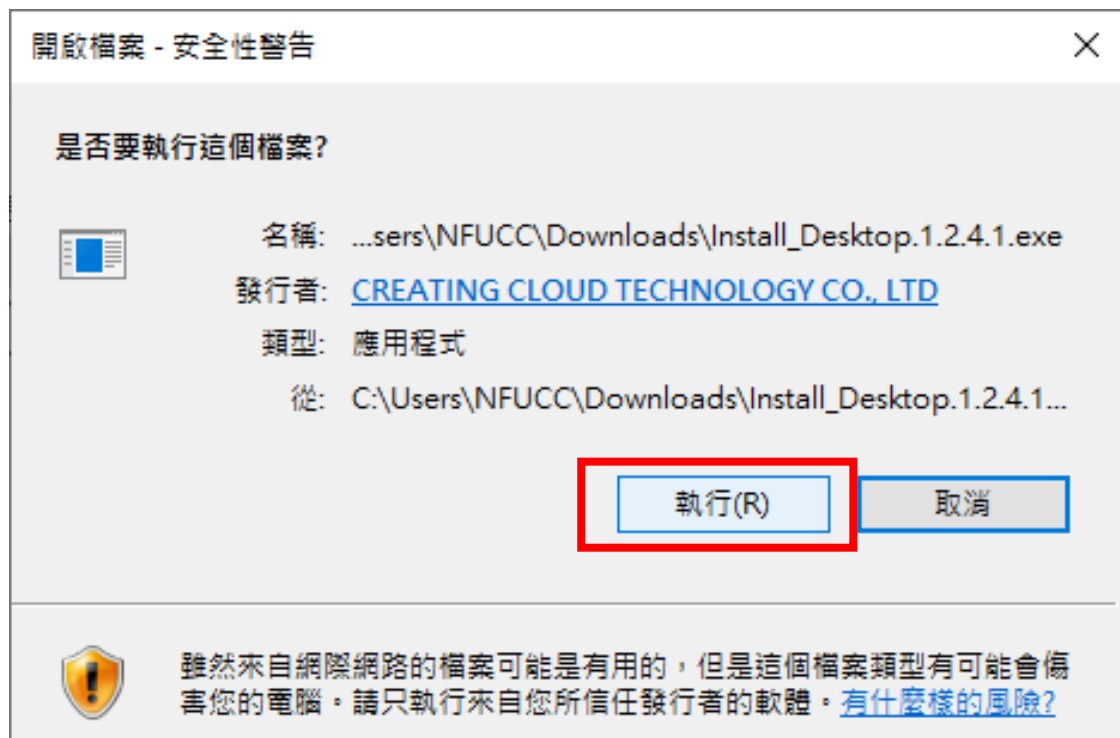 開啟檔案 - 安全性警告
是否要執行這個檔案?
名稱: ...sers\NFUCC\Downloads\Install_Desktop.1.2.4.1.exe
發行者: CREATING CLOUD TECHNOLOGY CO., LTD
類型: 應用程式
從: C:\Users\NFUCC\Downloads\Install_Desktop.1.2.4.1...
執行(R) 取消
雖然來自網際網路的檔案可能是有用的，但是這個檔案類型有可能會傷
害您的電腦。請只執行來自您所信任發行者的軟體。有什麼樣的風險?